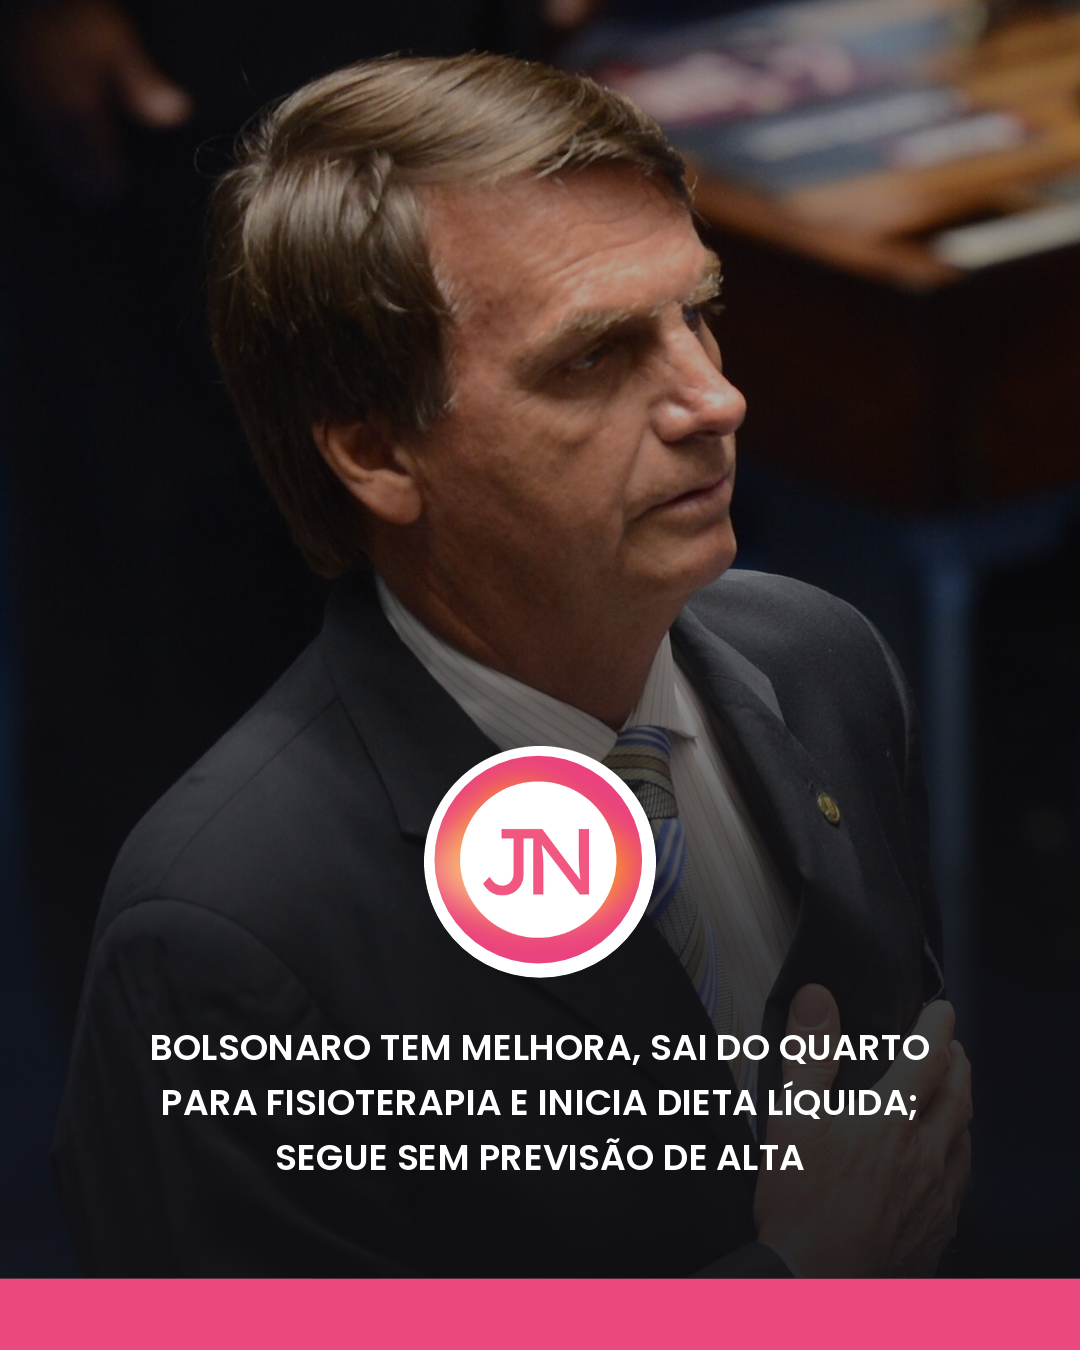 JN
BOLSONARO TEM MELHORA, SAI DO QUARTO
PARA FISIOTERAPIA E INICIA DIETA LÍQUIDA;
SEGUE SEM PREVISÃO DE ALTA